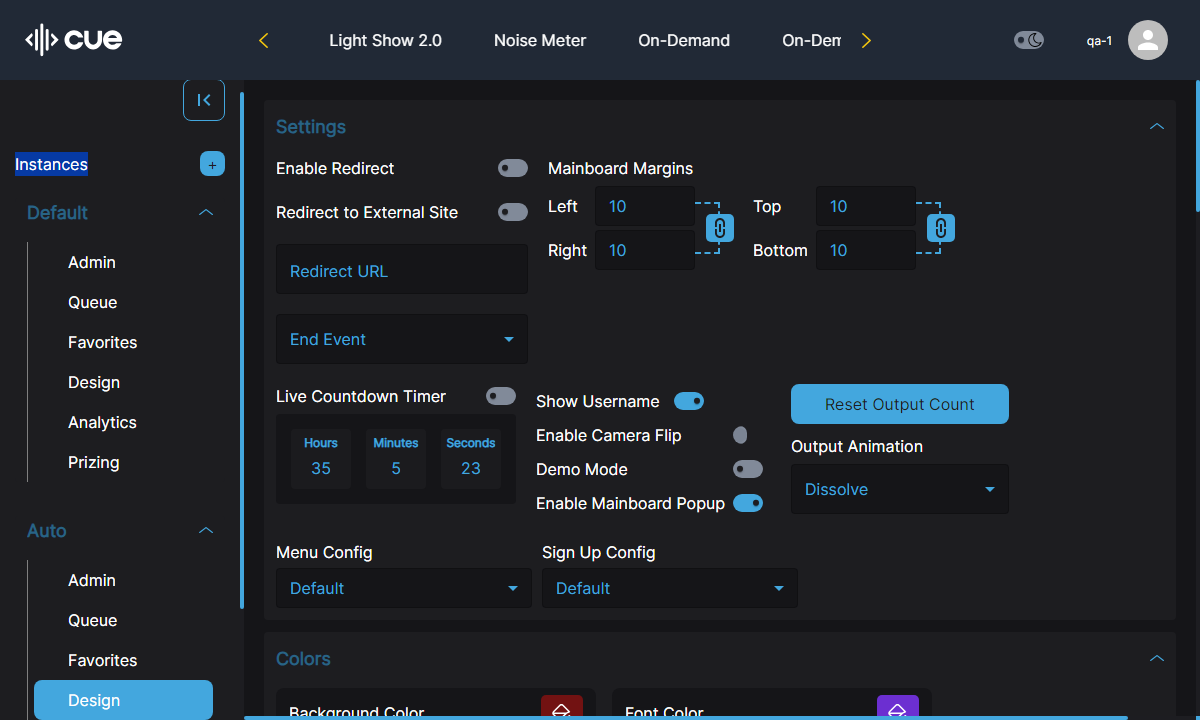 cue
Light Show 2.0
Noise Meter
On-Demand
On-Dem
qa-1
Instances
+
Default
Admin
Queue
Favorites
Design
Analytics
Prizing
Auto
Admin
Queue
Favorites
Design
Settings
Enable Redirect
Redirect to External Site
Redirect URL
End Event
Mainboard Margins
Left 10
Right 10
Top 10
Bottom 10
Live Countdown Timer
Hours Minutes Seconds
35 5 23
Show Username
Enable Camera Flip
Demo Mode
Enable Mainboard Popup
Reset Output Count
Output Animation
Dissolve
Menu Config
Default
Sign Up Config
Default
Colors
Background Color
Font Color